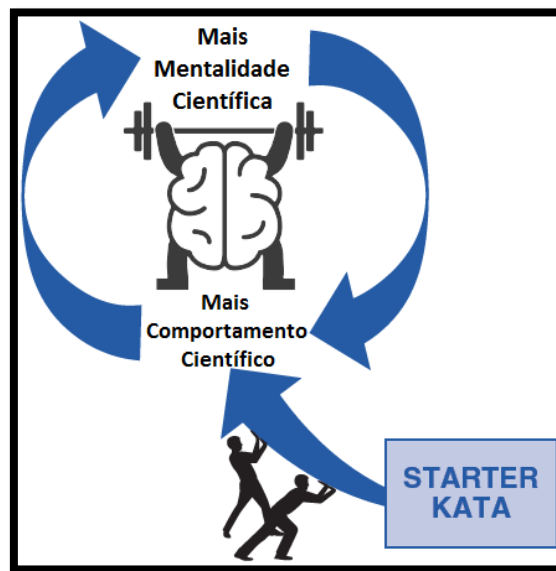 Mais
Mentalidade
Científica
Mais
Comportamento
Científico
STARTER
KATA